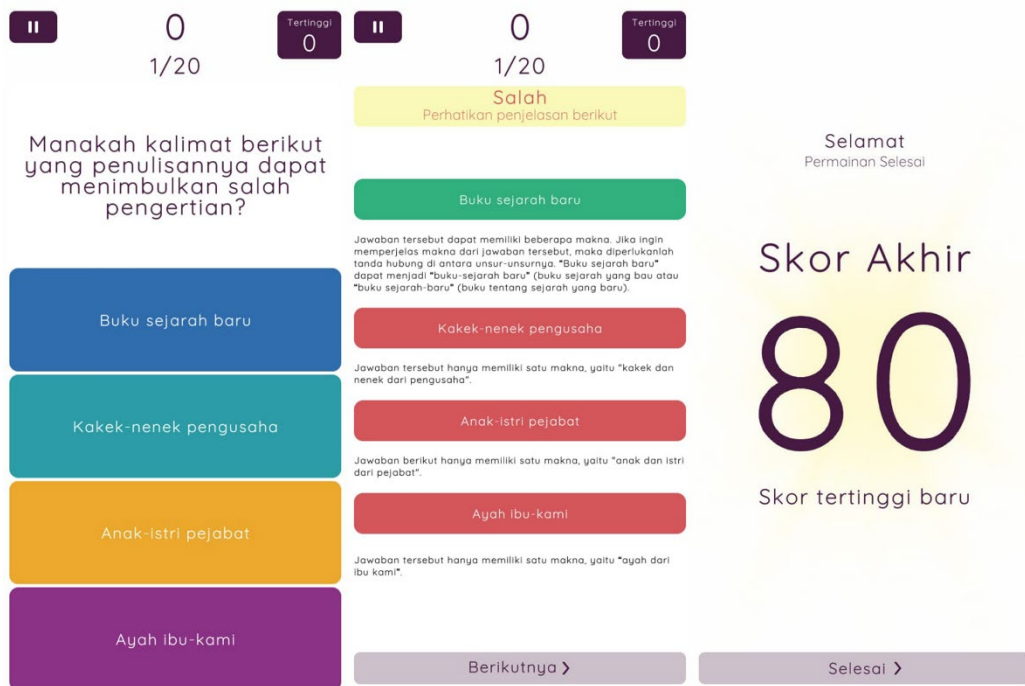 0
Tertinggi
0
1/20
Manakah kalimat berikut
yang penulisannya dapat
menimbulkan salah
pengertian?
Buku sejarah baru
Kakek-nenek pengusaha
Anak-istri pejabat
Ayah ibu-kami
0
Tertinggi
0
1/20
Salah
Perhatikan penjelasan berikut
Buku sejarah baru
Jawaban tersebut dapat memiliki beberapa makna. Jika ingin
memperjelas makna dari jawaban tersebut, maka diperlukanlah
tanda hubung di antara unsur-unsurnya. "Buku sejarah baru"
dapat menjadi "buku-sejarah baru" (buku sejarah yang bau atau
"buku sejarah-baru" (buku tentang sejarah yang baru).
Kakek-nenek pengusaha
Jawaban tersebut hanya memiliki satu makna, yaitu "kakek dan
nenek dari pengusaha".
Anak-istri pejabat
Jawaban berikut hanya memiliki satu makna, yaitu "anak dan istri
dari pejabat".
Ayah ibu-kami
Jawaban tersebut hanya memiliki satu makna, yaitu "ayah dari
ibu kami".
Berikutnya
Selamat
Permainan Selesai
Skor Akhir
80
Skor tertinggi baru
Selesai